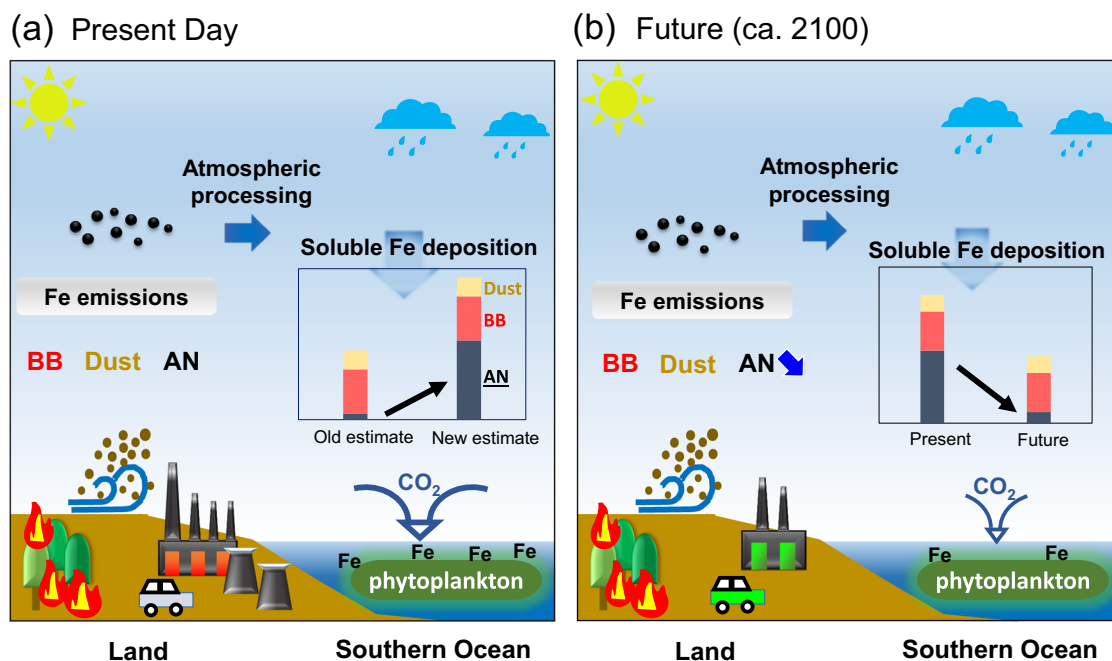 (a) Present Day
Atmospheric
processing
Soluble Fe deposition
Fe emissions
Dust
BB
AN
BB Dust AN
Old estimate New estimate
CO₂
Fe Fe Fe Fe
phytoplankton
Land Southern Ocean
(b) Future (ca. 2100)
Atmospheric
processing
Soluble Fe deposition
Fe emissions
BB Dust AN
Present Future
CO₂
Fe Fe
phytoplankton
Land Southern Ocean